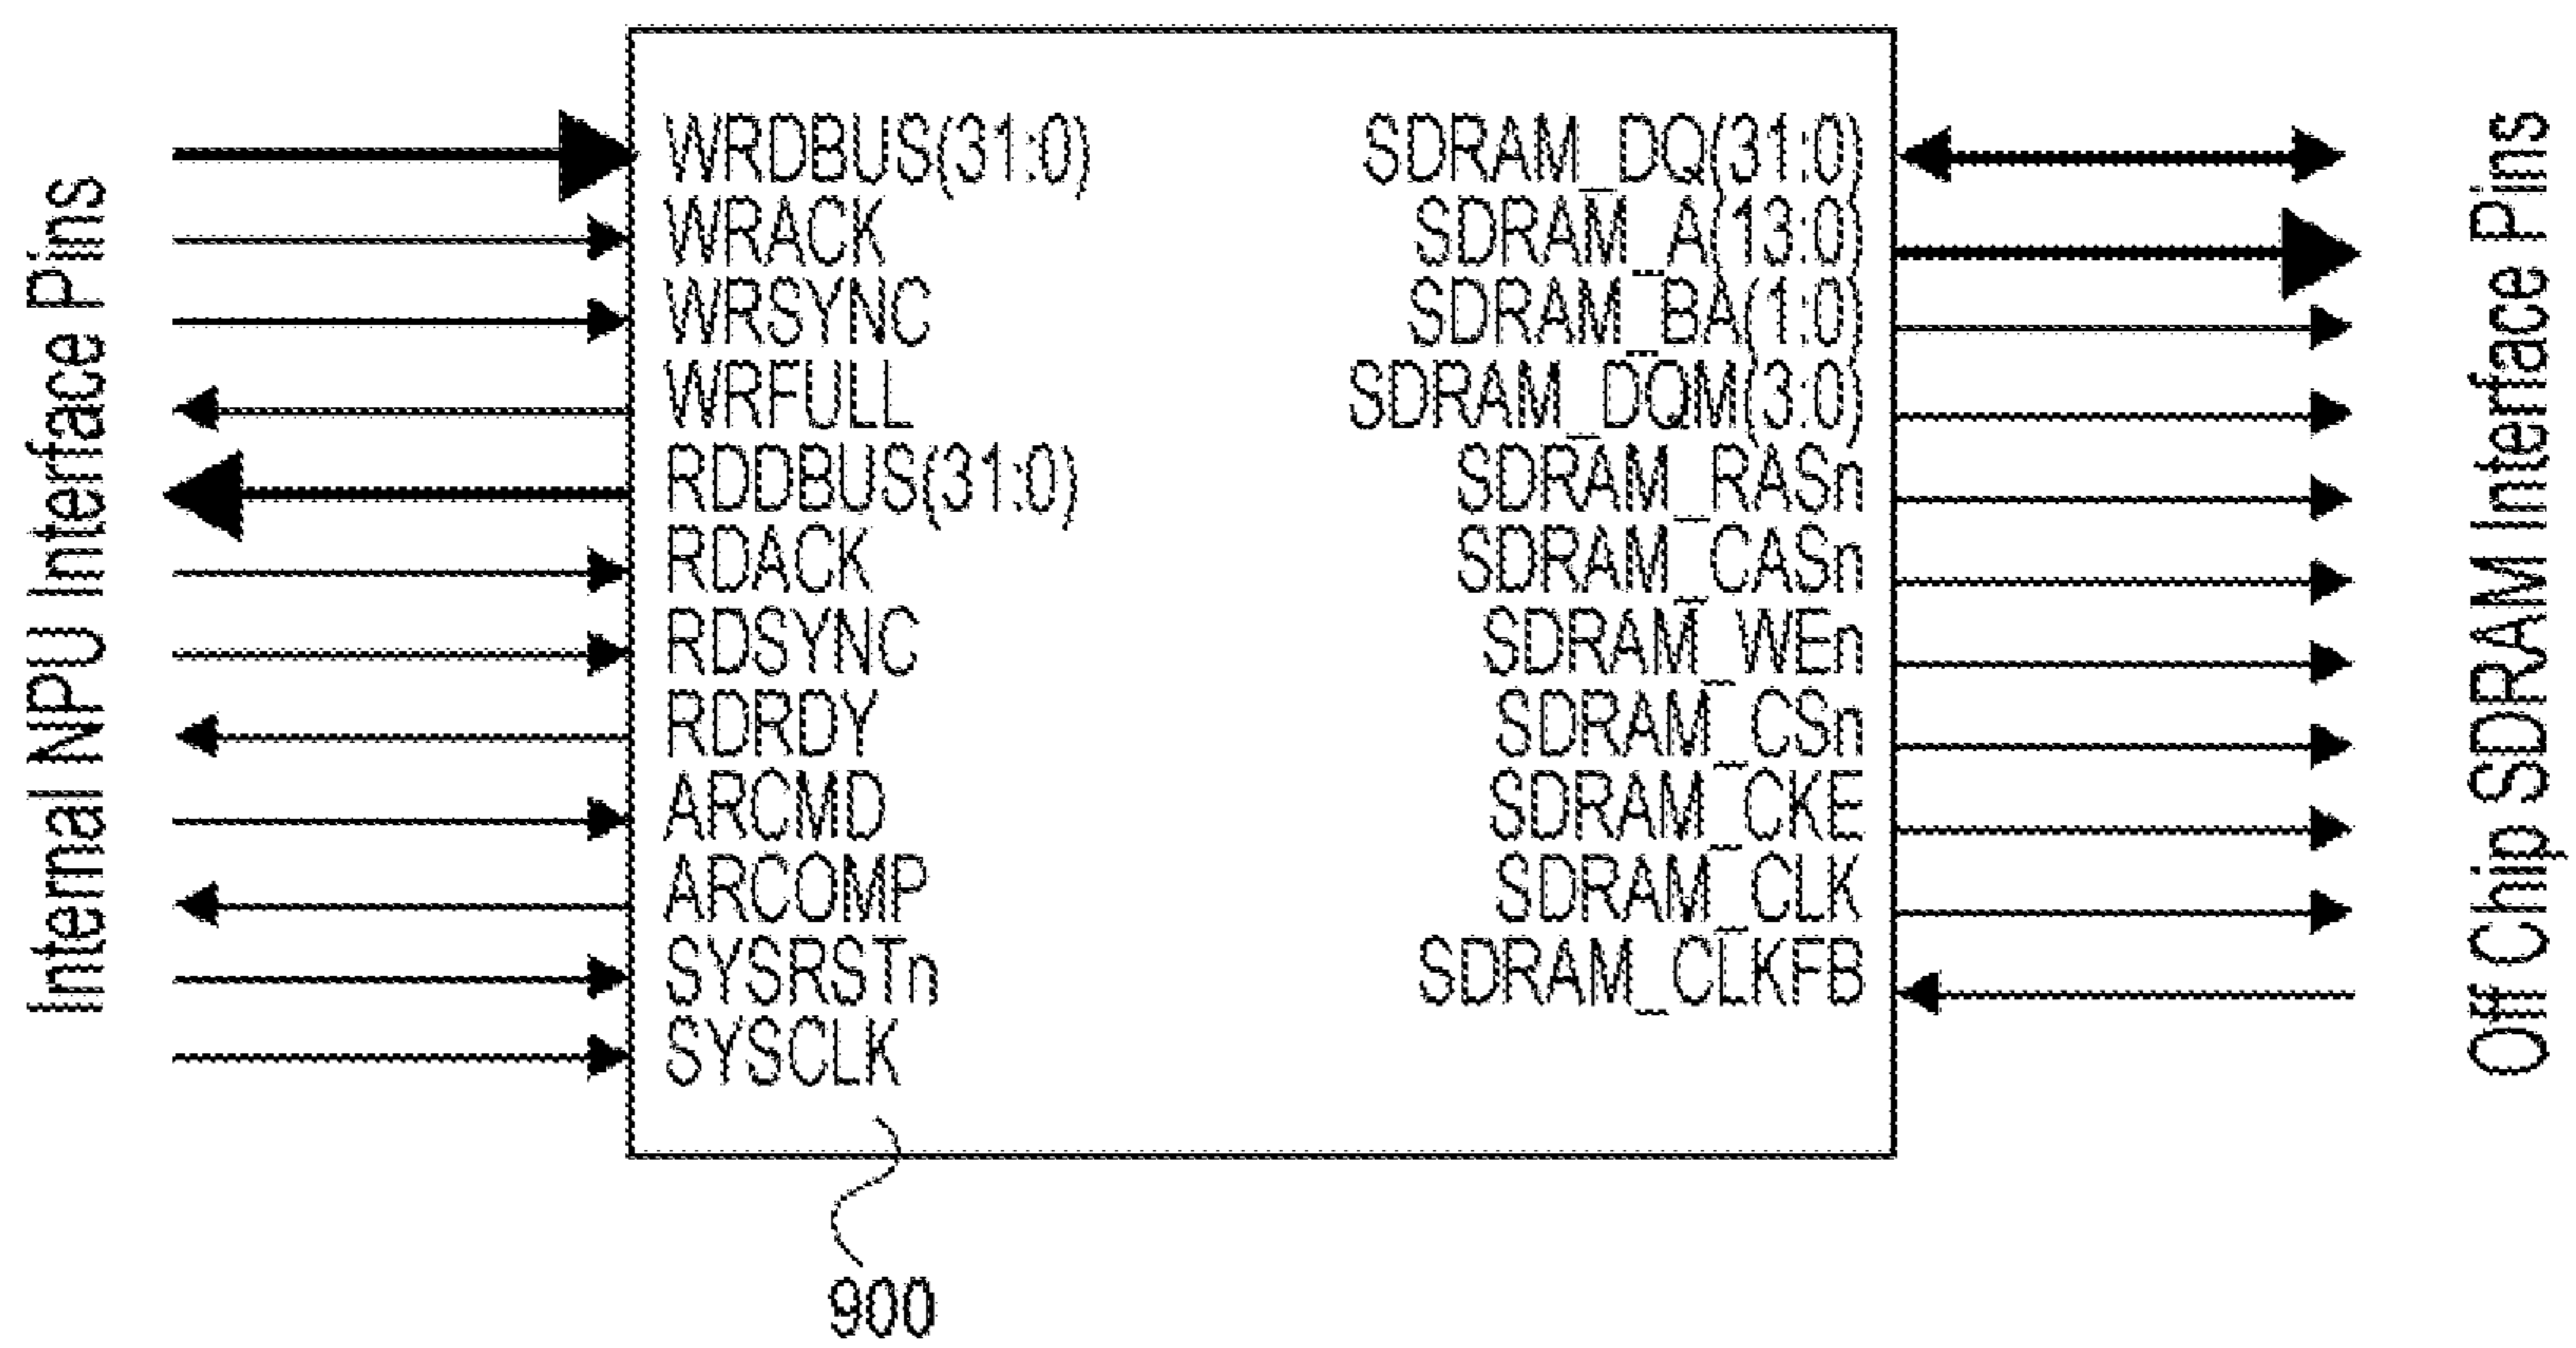 Internal NPU Interface Pins
WRDBUS(31:0)
WRACK
WRSYNC
WRFULL
RDDBUS(31:0)
RDACK
RDSYNC
RDRDY
ARCMD
ARCOMP
SYSRSTn
SYSCLK
SDRAM_DQ(31:0)
SDRAM_A(13:0)
SDRAM_BA(1:0)
SDRAM_DQM(3:0)
SDRAM_RASn
SDRAM_CASn
SDRAM_WEn
SDRAM_CSn
SDRAM_CKE
SDRAM_CLK
SDRAM_CLKFB
Off Chip SDRAM Interface Pins
900